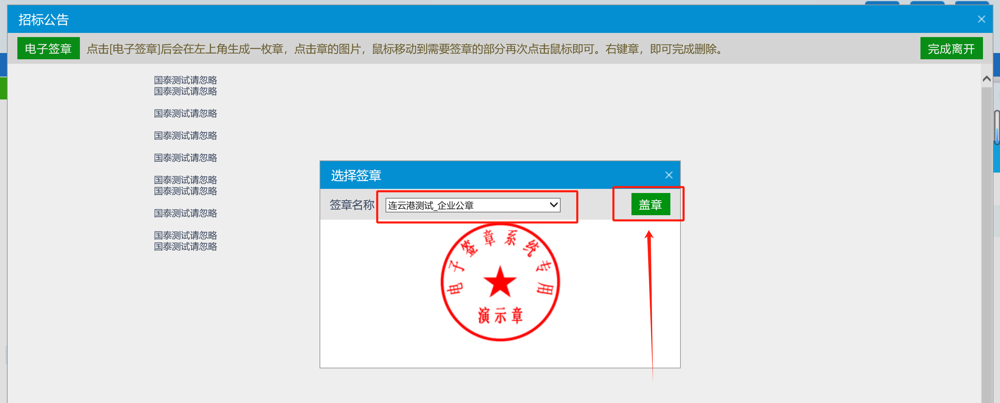 招标公告
电子签章
点击[电子签章]后会在左上角生成一枚章，点击章的图片，鼠标移动到需要签章的部分再次点击鼠标即可。右键章，即可完成删除。
完成离开
国泰测试请忽略
国泰测试请忽略
国泰测试请忽略
国泰测试请忽略
国泰测试请忽略
国泰测试请忽略
国泰测试请忽略
国泰测试请忽略
国泰测试请忽略
国泰测试请忽略
选择签章
签章名称
连云港测试_企业公章
盖章
电子签章系统专用
演示章